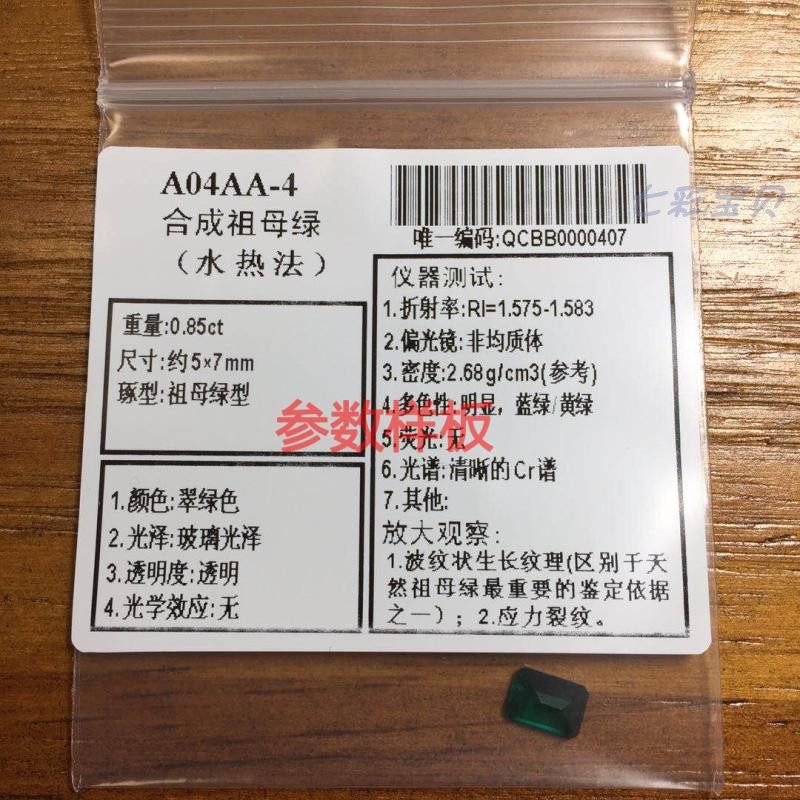 A04AA-4
合成祖母绿
(水热法)
唯一编码:QCBB0000407
七彩宝贝
重量:0.85ct
尺寸:约5×7mm
琢型:祖母绿型
1.颜色:翠绿色
2.光泽:玻璃光泽
3.透明度:透明
4.光学效应:无
仪器测试:
1.折射率:RI=1.575-1.583
2.偏光镜:非均质体
3.密度:2.68g/cm3(参考)
4.多色性:明显，蓝绿/黄绿
5.荧光:无
6.光谱:清晰的Cr谱
7.其他:
放大观察:
1.波纹状生长纹理(区别于天
然祖母绿最重要的鉴定依据
之一)；2.应力裂纹。
参数样板